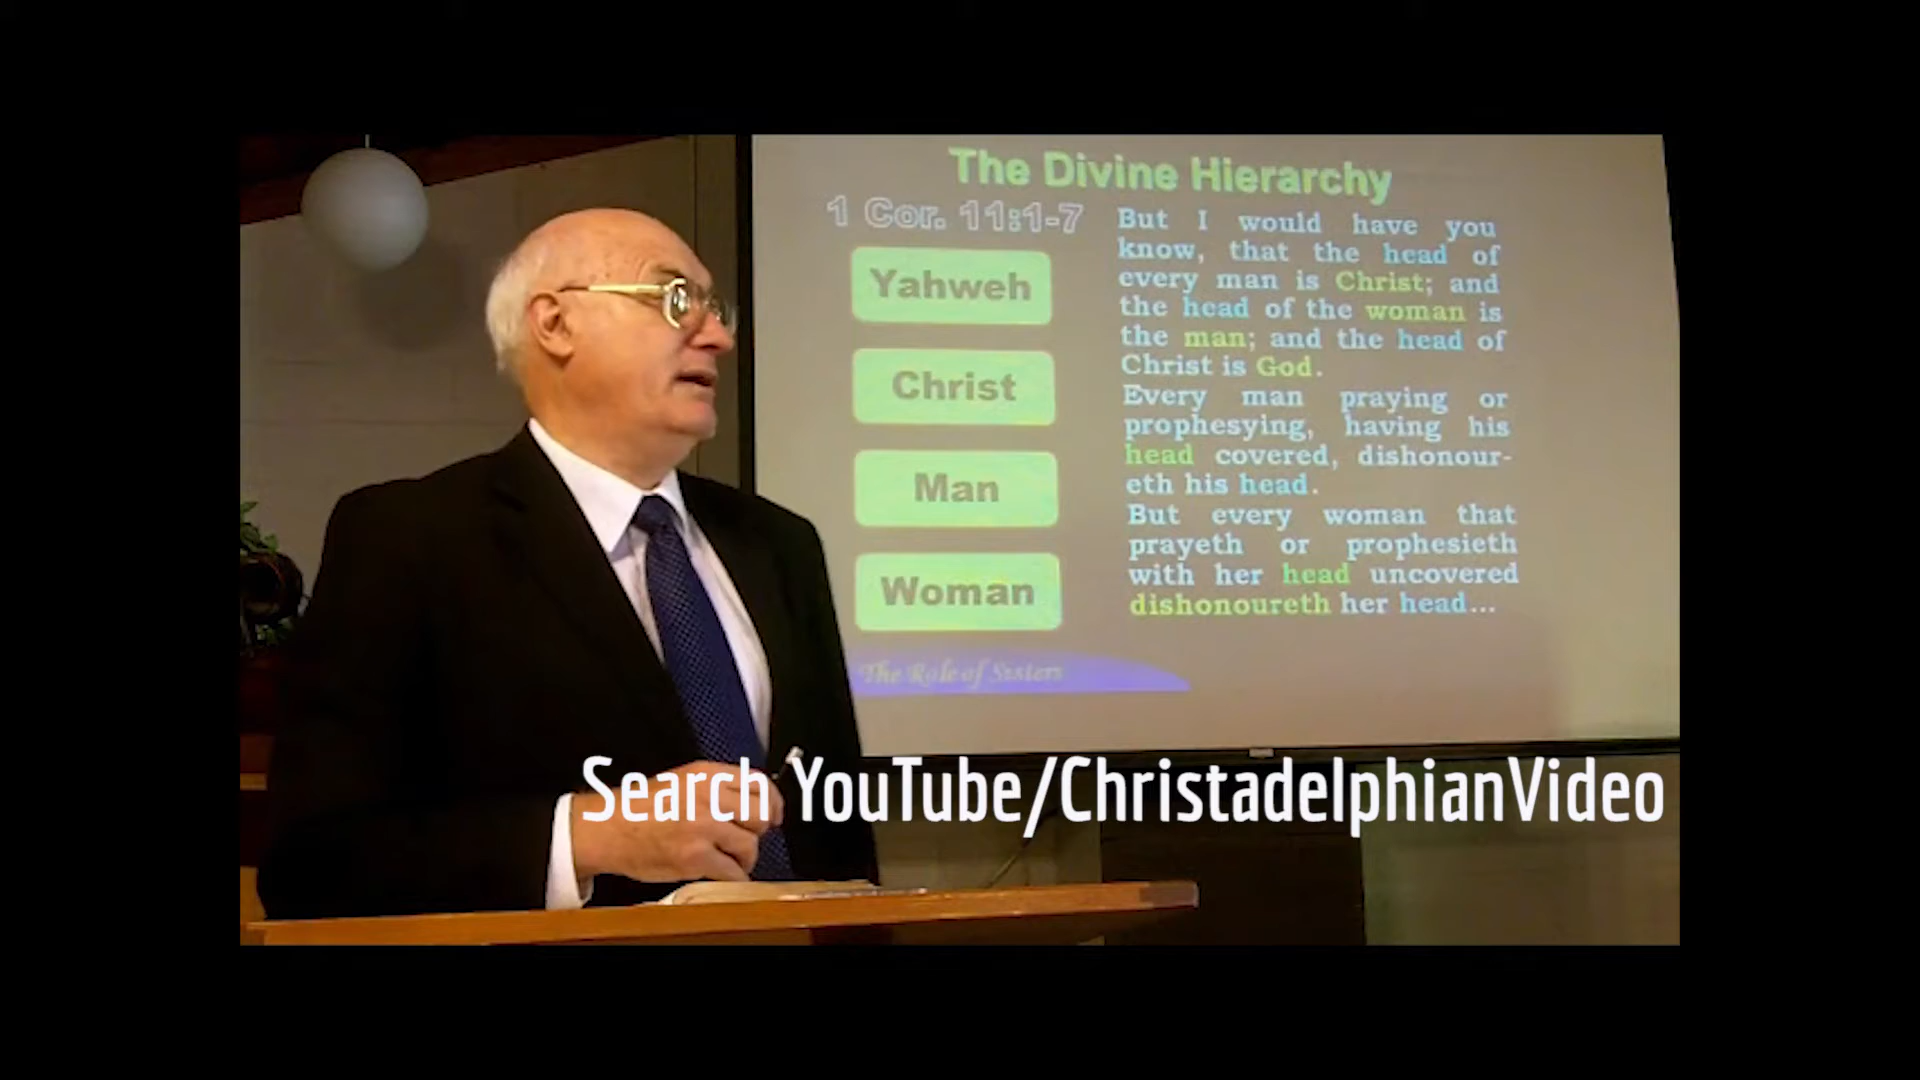 The Divine Hierarchy
1 Cor. 11:1-7
Yahweh
Christ
Man
Woman
But I would have you
know, that the head of
every man is Christ; and
the head of the woman is
the man; and the head of
Christ is God.
Every man praying or
prophesying, having his
head covered, dishonour-
eth his head.
But every woman that
prayeth or prophesieth
with her head uncovered
dishonoureth her head...
The Role of Sisters
Search YouTube/ChristadelphianVideo